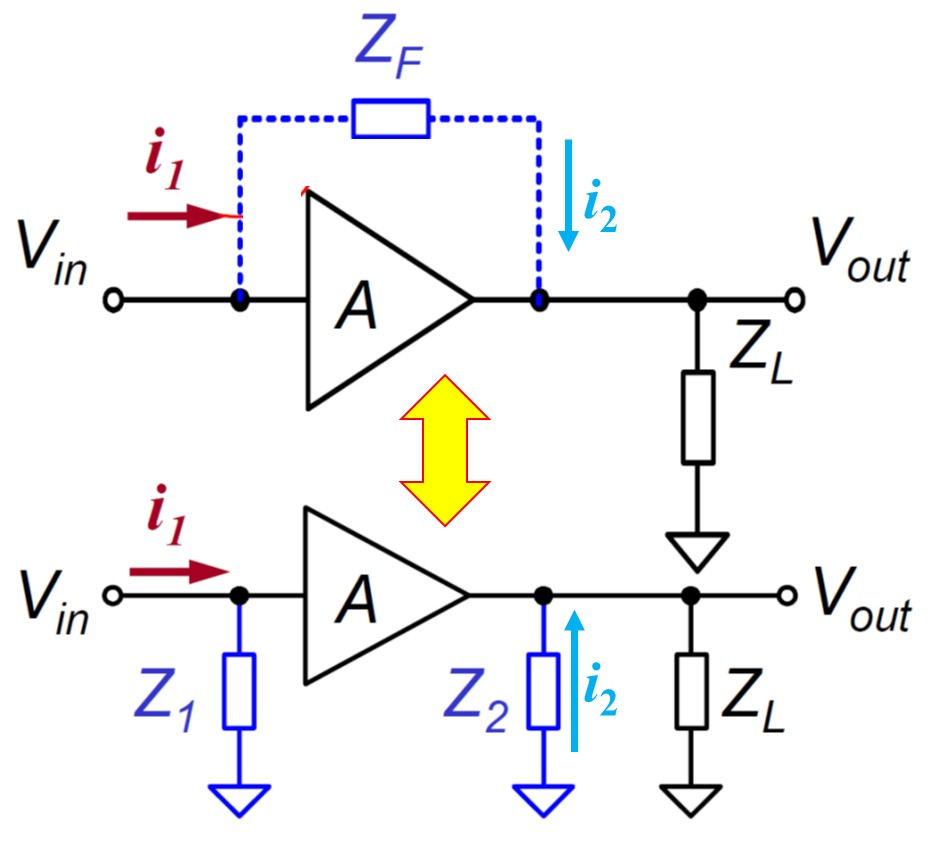 Z_F
i_1
i_2
V_in
V_out
A
Z_L
i_1
V_in
A
V_out
Z_1
Z_2
i_2
Z_L